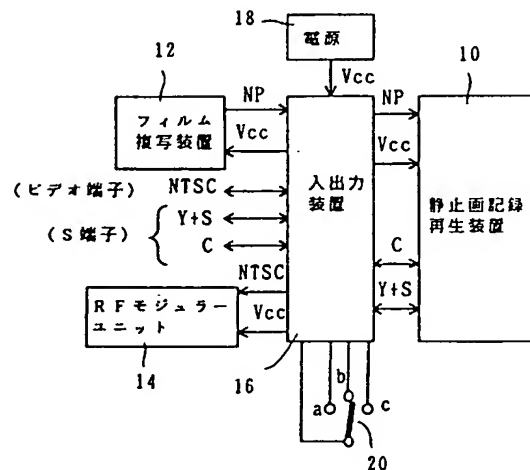 18
電源
12
Vcc
10
NP
NP
フィルム
複写装置
Vcc
Vcc
(ビデオ端子)
NTSC
入出力
装置
静止画記録
再生装置
(S端子)
Y+S
C
C
NTSC
Y+S
RFモジュラー
ユニット
Vcc
14
16
a
b
c
20